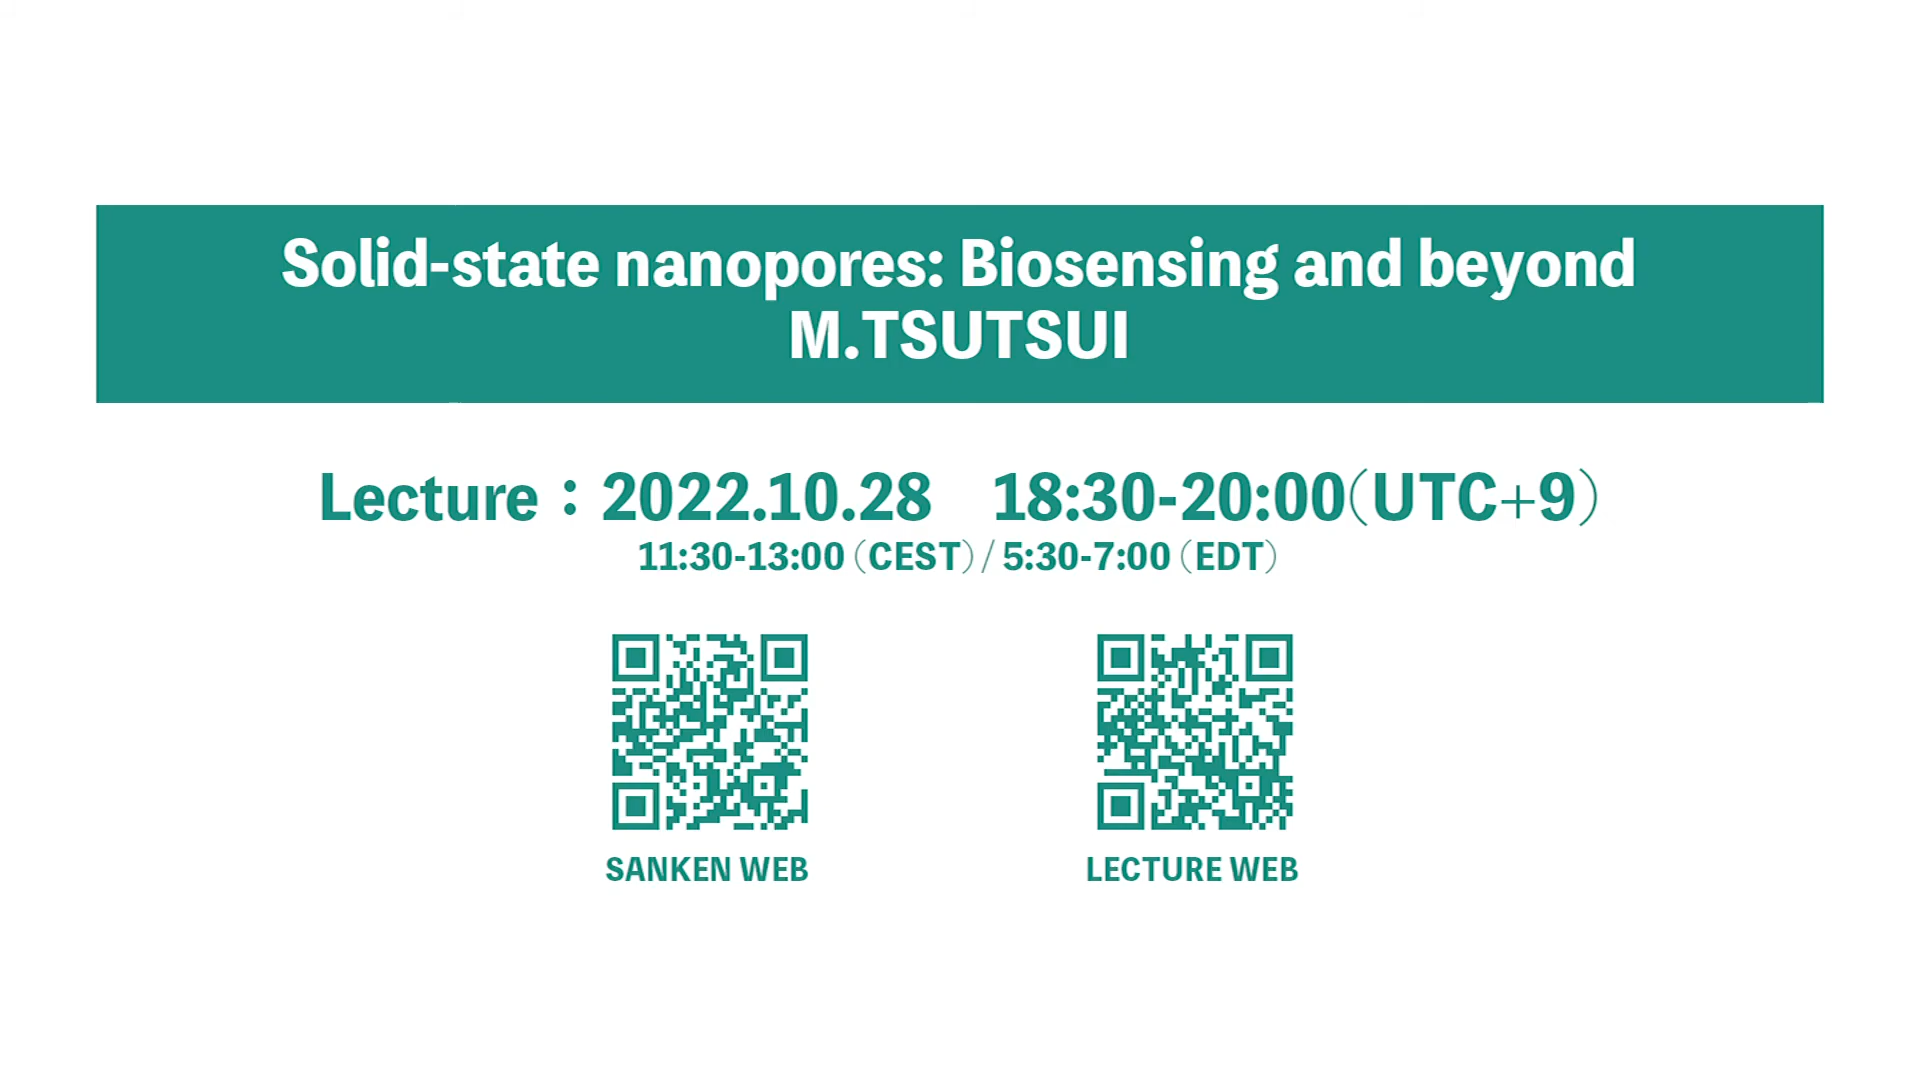 Solid-state nanopores: Biosensing and beyond
M.TSUTSUI
Lecture：2022.10.28　18:30-20:00（UTC+9）
11:30-13:00（CEST）/ 5:30-7:00（EDT）
SANKEN WEB
LECTURE WEB